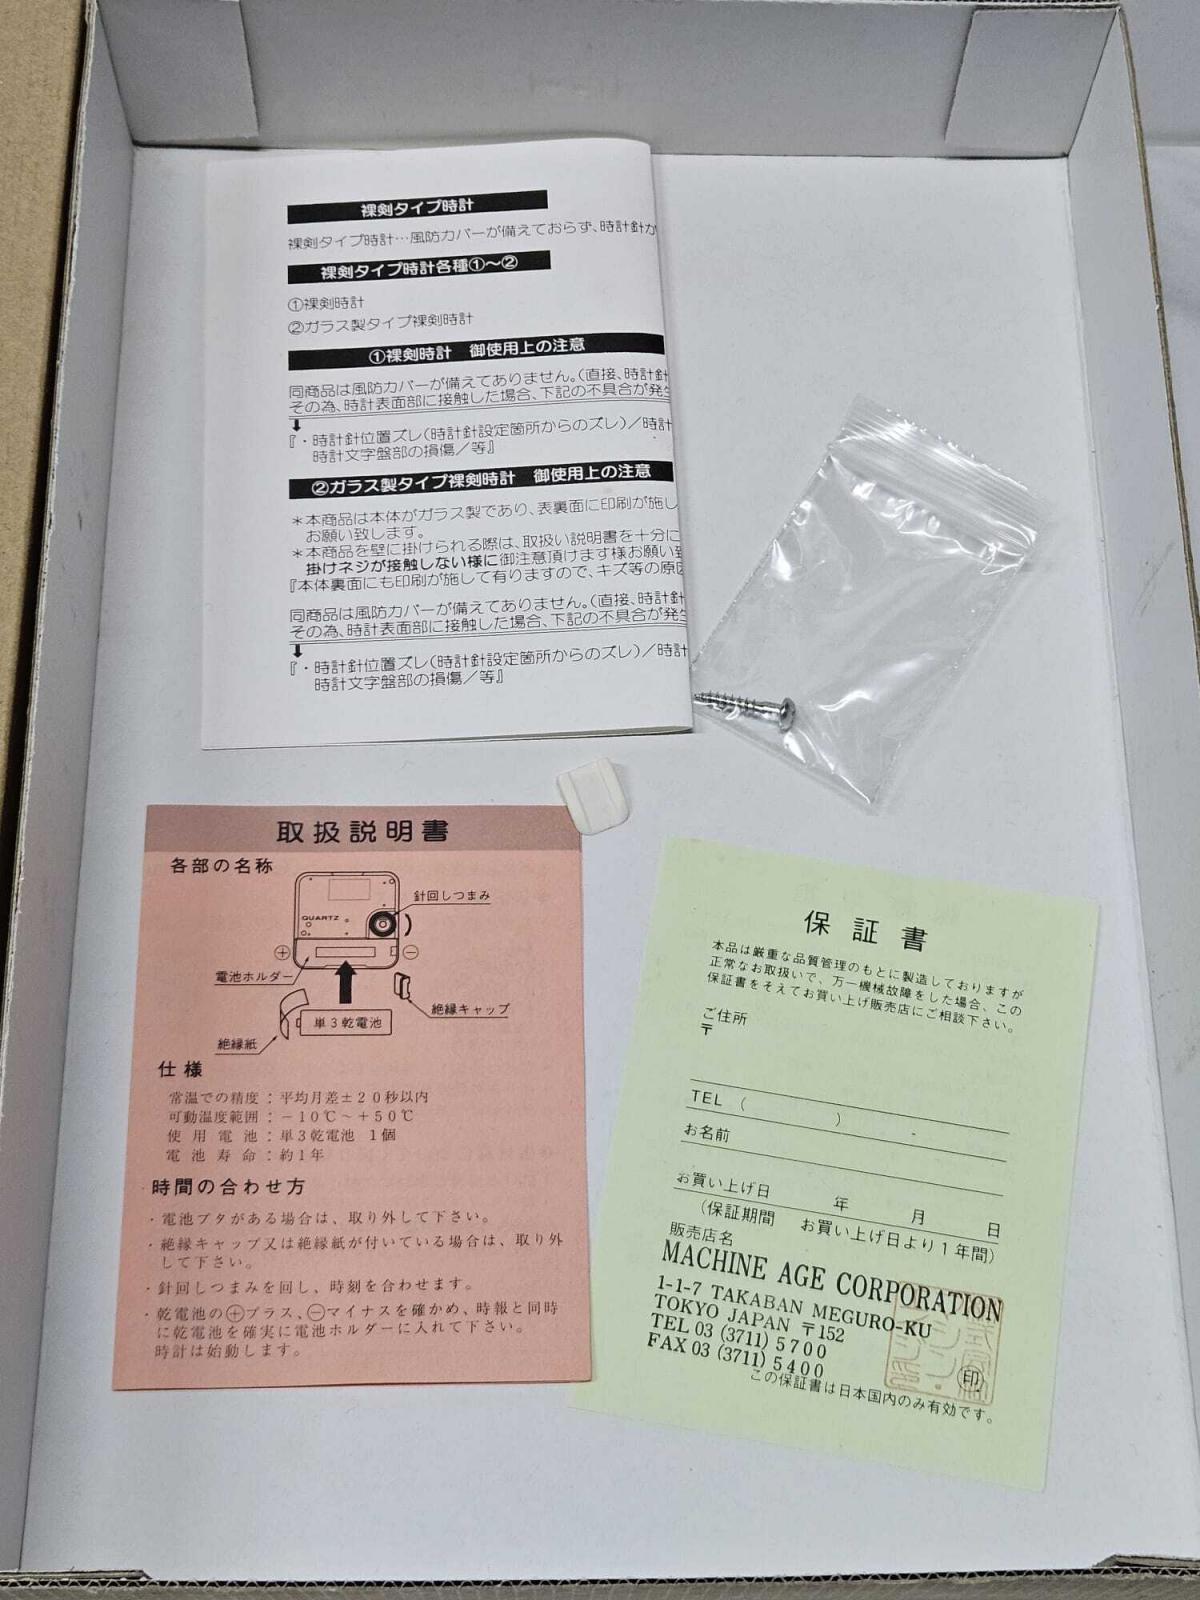 裸剣タイプ時計
裸剣タイプ時計…風防カバーが備えておらず、時計針が
裸剣タイプ時計各種①〜②
①裸剣時計
②ガラス製タイプ裸剣時計
①裸剣時計 御使用上の注意
同商品は風防カバーが備えてありません。(直接、時計針
その為、時計表面部に接触した場合、下記の不具合が発生
『・時計針位置ズレ(時計針設定箇所からのズレ)/時計
時計文字盤部の損傷/等』
②ガラス製タイプ裸剣時計 御使用上の注意
*本商品は本体がガラス製であり、表裏面に印刷が施し
お願い致します。
*本商品を壁に掛けられる際は、取扱い説明書を十分に
掛けネジが接触しない様に御注意頂けます様お願い致
『本体裏面にも印刷が施して有りますので、キズ等の原因
同商品は風防カバーが備えてありません。(直接、時計針
その為、時計表面部に接触した場合、下記の不具合が発生
『・時計針位置ズレ(時計針設定箇所からのズレ)/時計
時計文字盤部の損傷/等』
取扱説明書
各部の名称
針回しつまみ
QUARTZ
⊕
⊖
電池ホルダー
絶縁キャップ
単3乾電池
絶縁紙
仕様
常温での精度:平均月差±20秒以内
可動温度範囲:−10℃〜+50℃
使用電池:単3乾電池 1個
電池寿命:約1年
時間の合わせ方
・電池ブタがある場合は、取り外して下さい。
・絶縁キャップ又は絶縁紙が付いている場合は、取り外
して下さい。
・針回しつまみを回し、時刻を合わせます。
・乾電池の⊕プラス、⊖マイナスを確かめ、時報と同時
に乾電池を確実に電池ホルダーに入れて下さい。
時計は始動します。
保証書
本品は厳重な品質管理のもとに製造しておりますが
正常なお取扱いで、万一機械故障をした場合、この
保証書をそえてお買い上げ販売店にご相談下さい。
ご住所
〒
TEL ( ) -
お名前
お買い上げ日 年 月 日
(保証期間 お買い上げ日より1年間)
販売店名
MACHINE AGE CORPORATION
1-1-7 TAKABAN MEGURO-KU
TOKYO JAPAN 〒152
TEL 03 (3711) 5700
FAX 03 (3711) 5400
印
この保証書は日本国内のみ有効です。